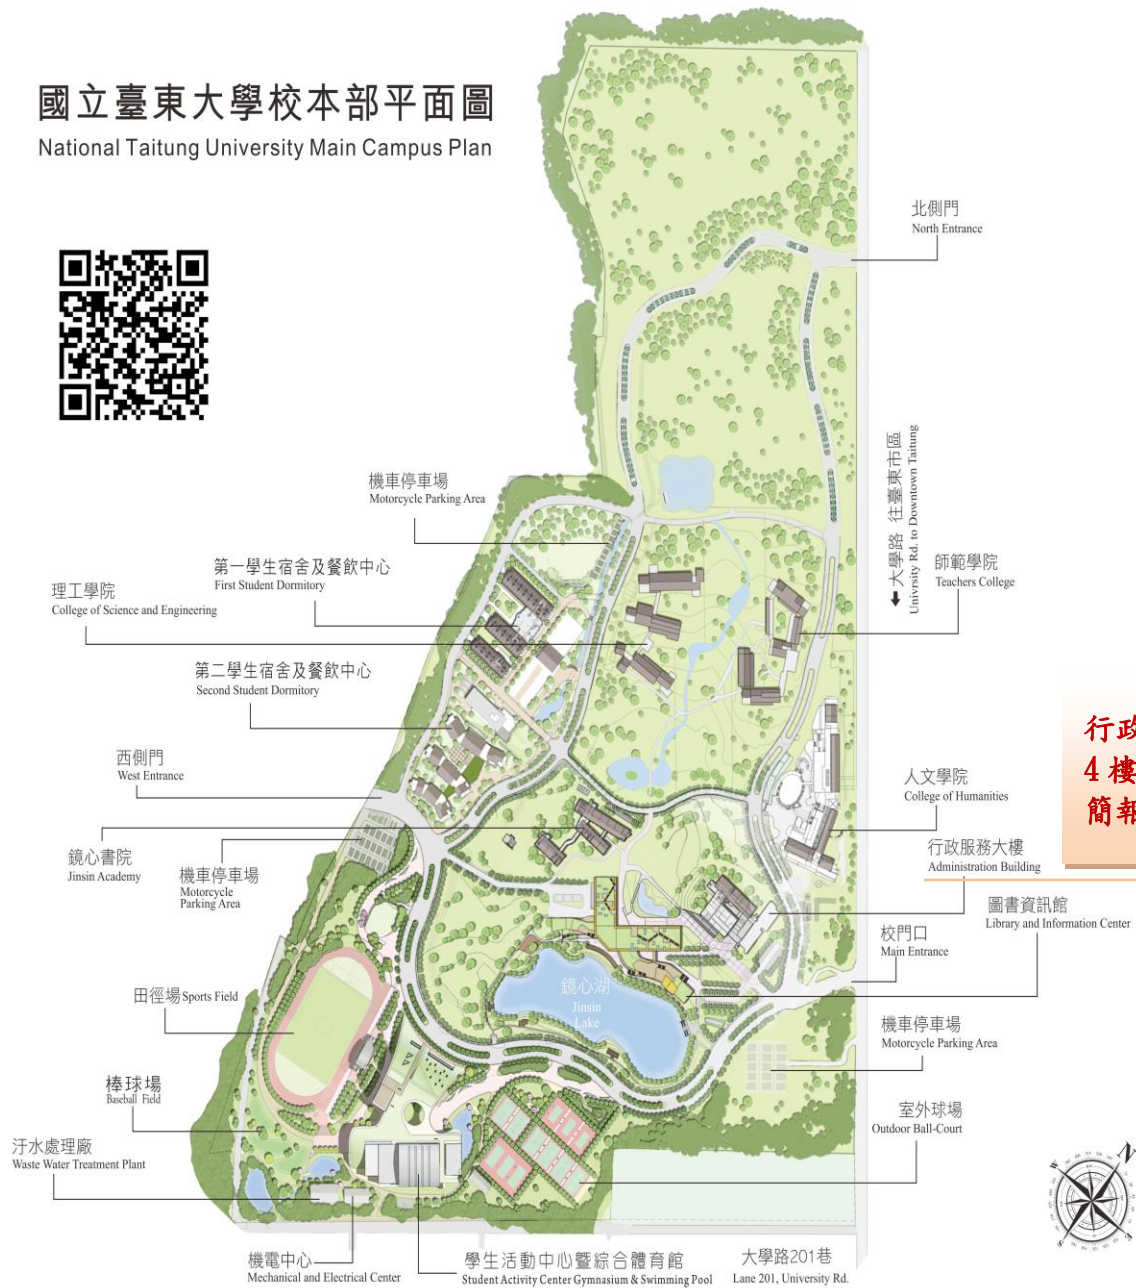 國立臺東大學校本部平面圖
National Taitung University Main Campus Plan
北側門
North Entrance
機車停車場
Motorcycle Parking Area
大學路 往臺東市區
Univrsity Rd. to Downtown Taitung
第一學生宿舍及餐飲中心
First Student Dormitory
師範學院
Teachers College
理工學院
College of Science and Engineering
第二學生宿舍及餐飲中心
Second Student Dormitory
行政
4樓
簡報
西側門
West Entrance
人文學院
College of Humanities
鏡心書院
Jinsin Academy
機車停車場
Motorcycle
Parking Area
行政服務大樓
Administration Building
圖書資訊館
Library and Information Center
校門口
Main Entrance
鏡心湖
Jinsin
Lake
田徑場 Sports Field
機車停車場
Motorcycle Parking Area
棒球場
Baseball Field
室外球場
Outdoor Ball-Court
汙水處理廠
Waste Water Treatment Plant
機電中心
Mechanical and Electrical Center
學生活動中心暨綜合體育館
Student Activity Center Gymnasium & Swimming Pool
大學路201巷
Lane 201, University Rd.
N
E
S
W